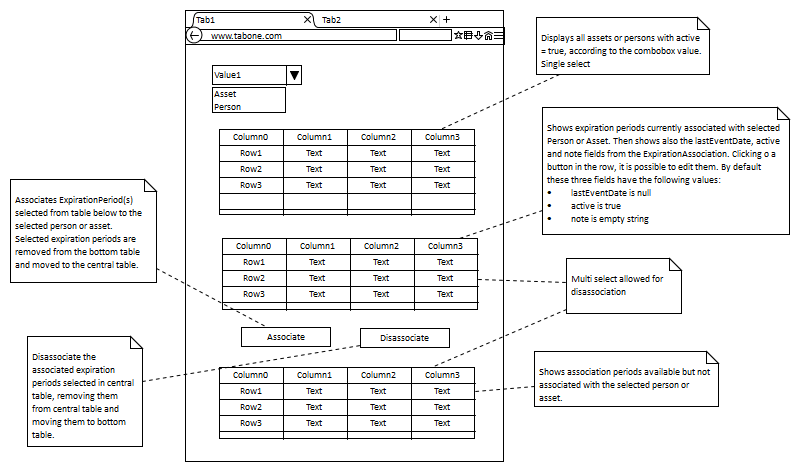 Tab1
Tab2
www.tabone.com
Value1
Asset
Person
Column0 Column1 Column2 Column3
Row1 Text Text Text
Row2 Text Text Text
Row3 Text Text Text
Column0 Column1 Column2 Column3
Row1 Text Text Text
Row2 Text Text Text
Row3 Text Text Text
Associate
Disassociate
Column0 Column1 Column2 Column3
Row1 Text Text Text
Row2 Text Text Text
Row3 Text Text Text
Displays all assets or persons with active
= true, according to the combobox value.
Single select
Shows expiration periods currently associated with selected
Person or Asset. Then shows also the lastEventDate, active
and note fields from the ExpirationAssociation. Clicking o a
button in the row, it is possible to edit them. By default
these three fields have the following values:
• lastEventDate is null
• active is true
• note is empty string
Associates ExpirationPeriod(s)
selected from table below to the
selected person or asset.
Selected expiration periods are
removed from the bottom table
and moved to the central table.
Multi select allowed for
disassociation
Disassociate the
associated expiration
periods selected in central
table, removing them
from central table and
moving them to bottom
table.
Shows association periods available but not
associated with the selected person or
asset.